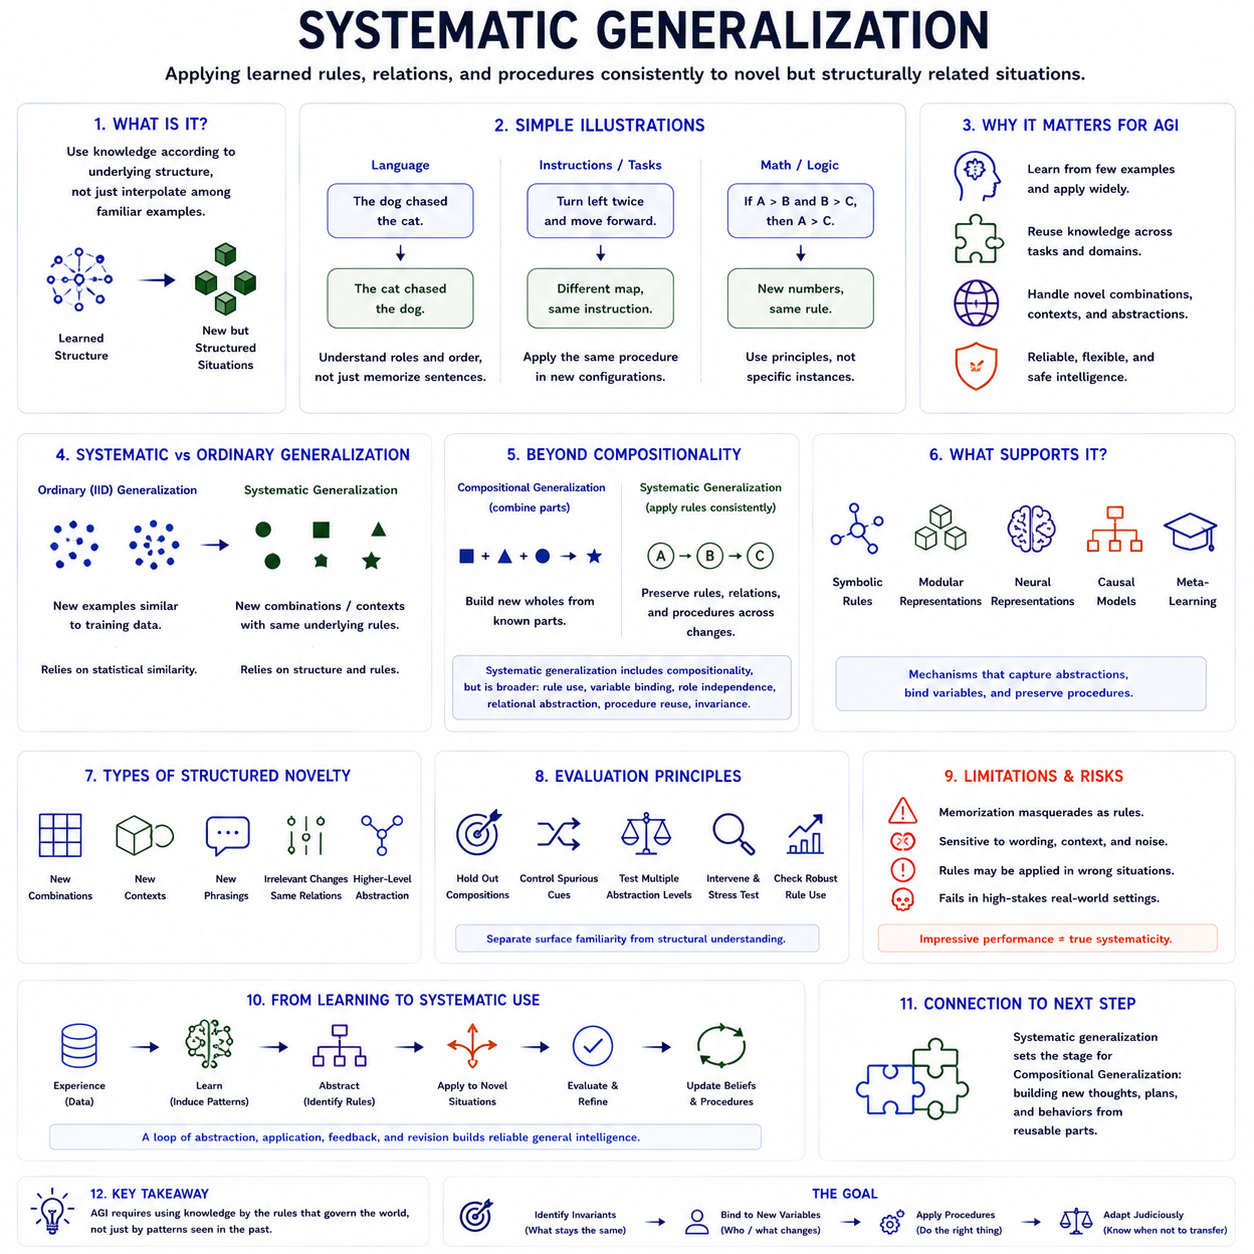 SYSTEMATIC GENERALIZATION
Applying learned rules, relations, and procedures consistently to novel but structurally related situations.
1. WHAT IS IT?
Use knowledge according to
underlying structure,
not just interpolate among
familiar examples.
Learned
Structure
New but
Structured
Situations
2. SIMPLE ILLUSTRATIONS
Language
The dog chased
the cat.
The cat chased
the dog.
Understand roles and order,
not just memorize sentences.
Instructions / Tasks
Turn left twice
and move forward.
Different map,
same instruction.
Apply the same procedure
in new configurations.
Math / Logic
If A > B and B > C,
then A > C.
New numbers,
same rule.
Use principles, not
specific instances.
3. WHY IT MATTERS FOR AGI
Learn from few examples
and apply widely.
Reuse knowledge across
tasks and domains.
Handle novel combinations,
contexts, and abstractions.
Reliable, flexible, and
safe intelligence.
4. SYSTEMATIC vs ORDINARY GENERALIZATION
Ordinary (IID) Generalization
New examples similar
to training data.
Relies on statistical similarity.
Systematic Generalization
New combinations / contexts
with same underlying rules.
Relies on structure and rules.
5. BEYOND COMPOSITIONALITY
Compositional Generalization
(combine parts)
+ +
Build new wholes from
known parts.
Systematic Generalization
(apply rules consistently)
A B C
Preserve rules, relations,
and procedures across
changes.
Systematic generalization includes compositionality,
but is broader: rule use, variable binding, role independence,
relational abstraction, procedure reuse, invariance.
6. WHAT SUPPORTS IT?
Symbolic
Rules
Modular
Representations
Neural
Representations
Causal
Models
Meta-
Learning
Mechanisms that capture abstractions,
bind variables, and preserve procedures.
7. TYPES OF STRUCTURED NOVELTY
New
Combinations
New
Contexts
New
Phrasings
Irrelevant Changes
Same Relations
Higher-Level
Abstraction
8. EVALUATION PRINCIPLES
Hold Out
Compositions
Control Spurious
Cues
Test Multiple
Abstraction Levels
Intervene &
Stress Test
Check Robust
Rule Use
Separate surface familiarity from structural understanding.
9. LIMITATIONS & RISKS
Memorization masquerades as rules.
Sensitive to wording, context, and noise.
Rules may be applied in wrong situations.
Fails in high-stakes real-world settings.
Impressive performance ≠ true systematicity.
10. FROM LEARNING TO SYSTEMATIC USE
Experience
(Data)
Learn
(Induce Patterns)
Abstract
(Identify Rules)
Apply to Novel
Situations
Evaluate &
Refine
Update Beliefs
& Procedures
A loop of abstraction, application, feedback, and revision builds reliable general intelligence.
11. CONNECTION TO NEXT STEP
Systematic generalization
sets the stage for
Compositional Generalization:
building new thoughts, plans,
and behaviors from
reusable parts.
12. KEY TAKEAWAY
AGI requires using knowledge by the rules that govern the world,
not just by patterns seen in the past.
THE GOAL
Identify Invariants
(What stays the same)
Bind to New Variables
(Who / what changes)
Apply Procedures
(Do the right thing)
Adapt Judiciously
(Know when not to transfer)